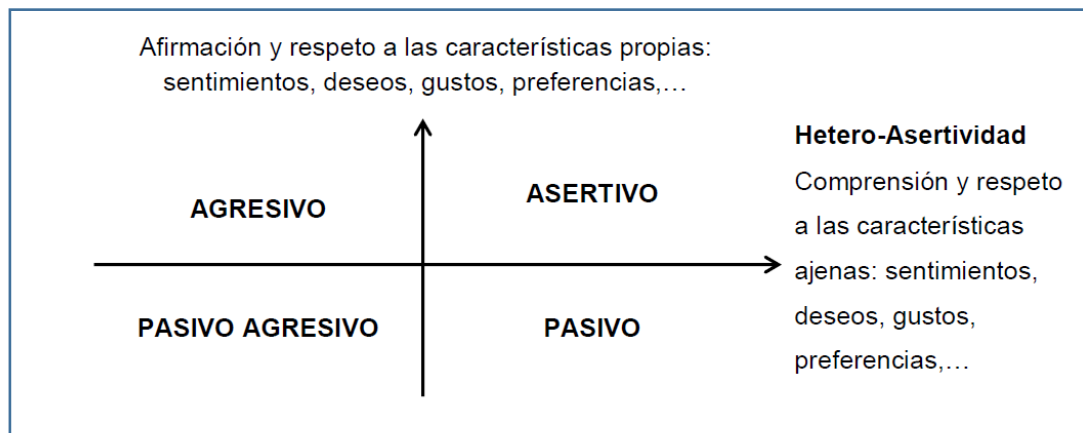 Afirmación y respeto a las características propias:
sentimientos, deseos, gustos, preferencias,…
Hetero-Asertividad
Comprensión y respeto
a las características
ajenas: sentimientos,
deseos, gustos,
preferencias,…
AGRESIVO
ASERTIVO
PASIVO AGRESIVO
PASIVO